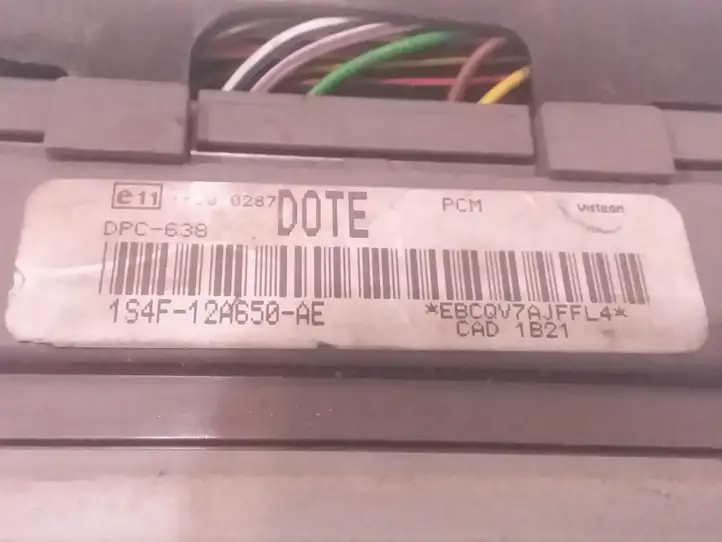 e11 0287 DOTE PCM Visteon
DPC-638
1S4F-12A650-AE *EBCQV7AJFFL4*
CAD 1B21